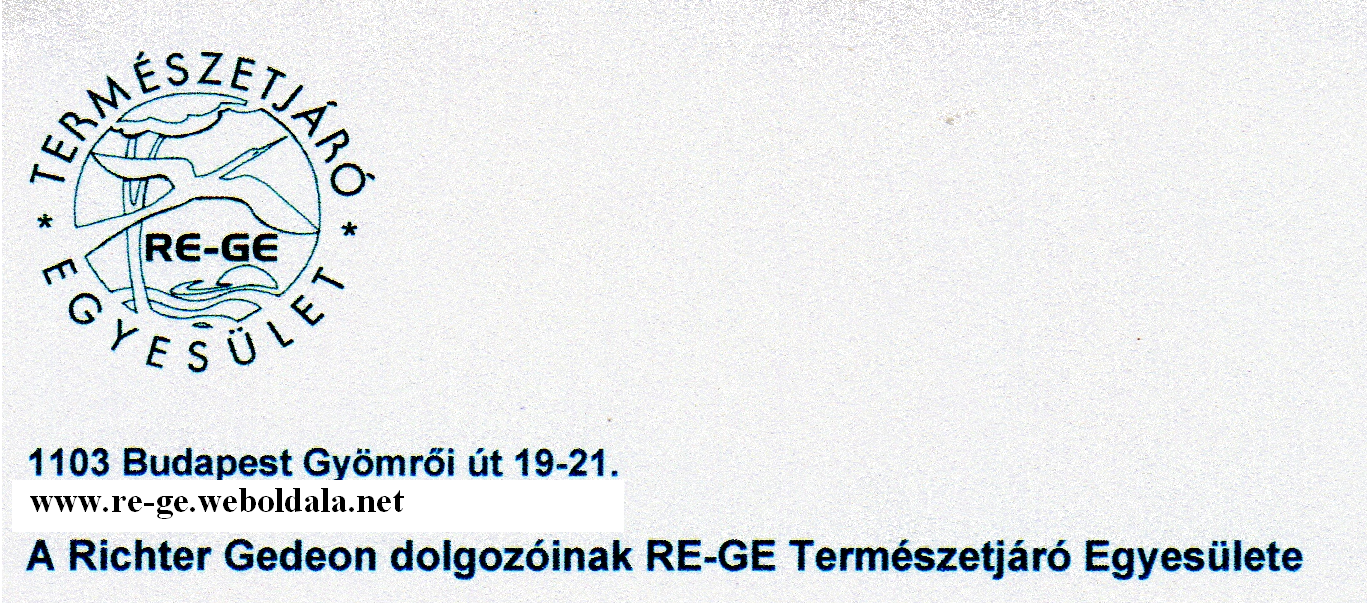 TERMÉSZETJÁRÓ
* EGYESÜLET *
RE-GE
1103 Budapest Gyömrői út 19-21.
www.re-ge.weboldala.net
A Richter Gedeon dolgozóinak RE-GE Természetjáró Egyesülete